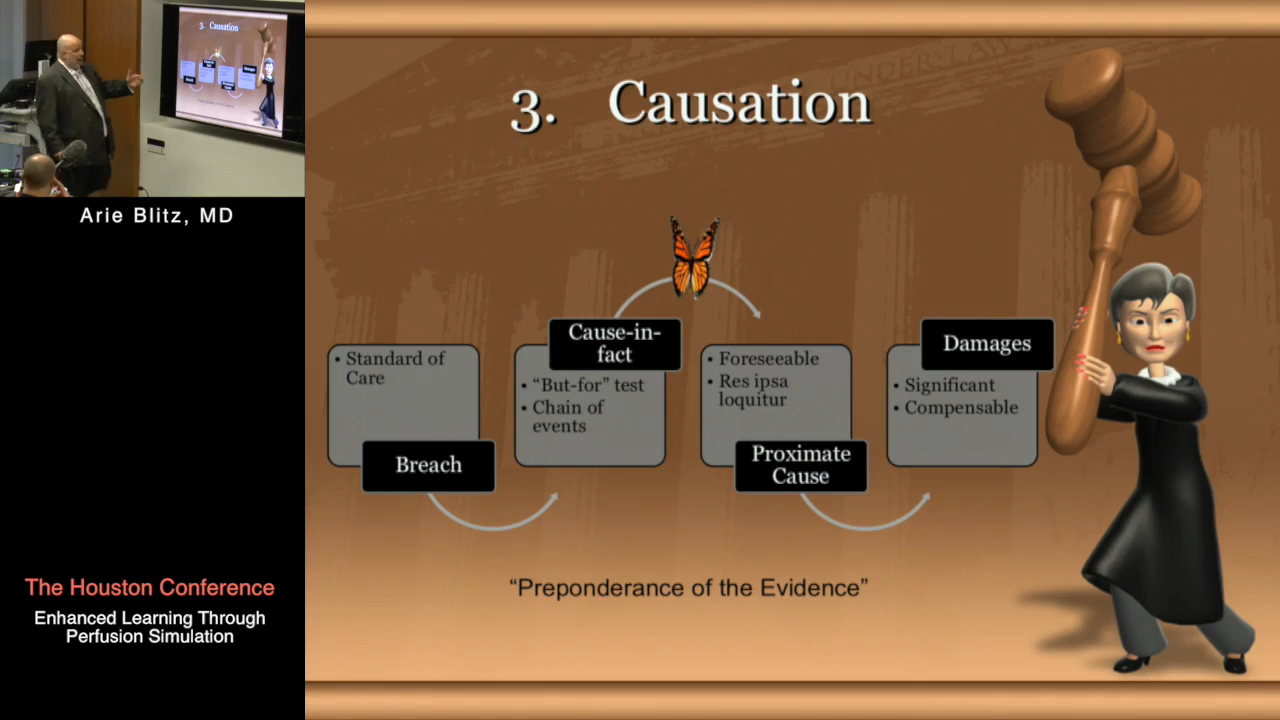 3. Causation
Arie Blitz, MD
3. Causation
• Standard of
Care
Breach
Cause-in-
fact
• “But-for” test
• Chain of
events
• Foreseeable
• Res ipsa
loquitur
Proximate
Cause
Damages
• Significant
• Compensable
“Preponderance of the Evidence”
The Houston Conference
Enhanced Learning Through
Perfusion Simulation